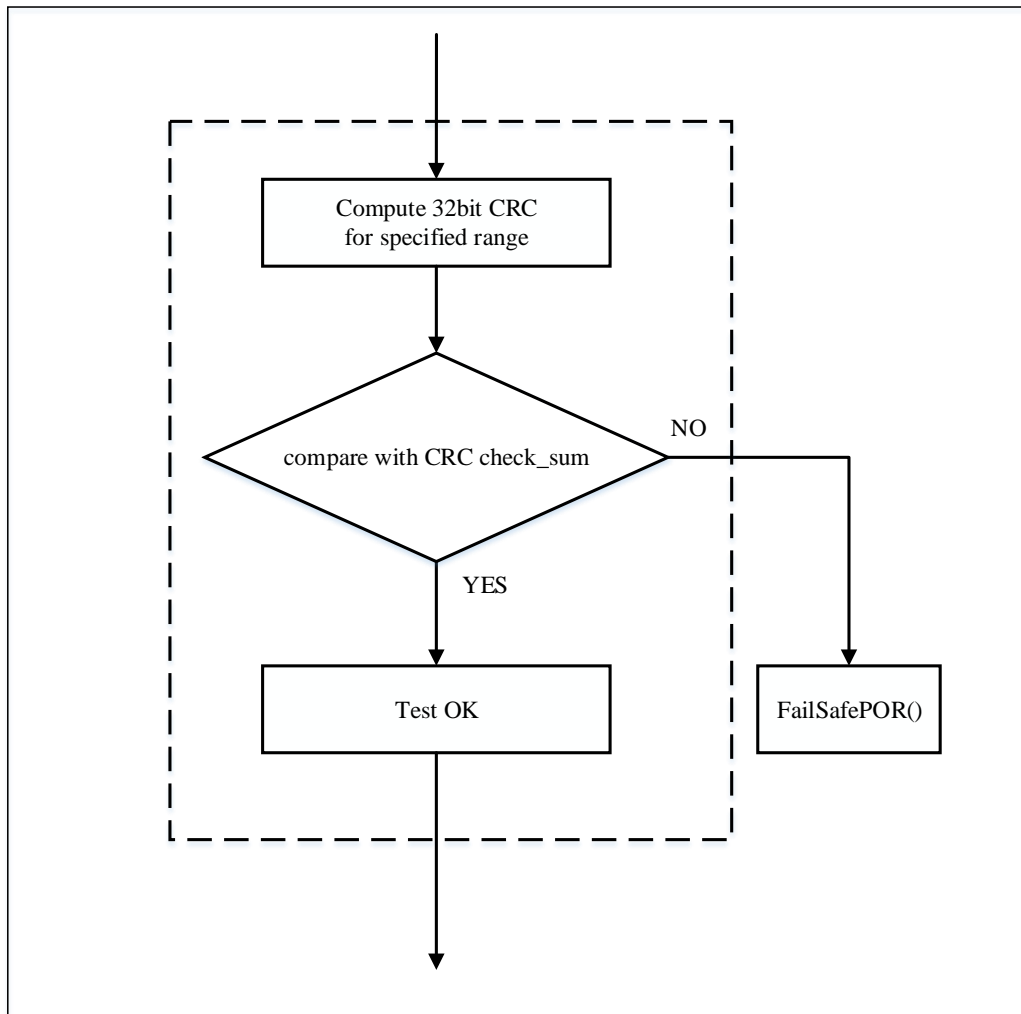 Compute 32bit CRC
for specified range
compare with CRC check_sum
NO
YES
Test OK
FailSafePOR()